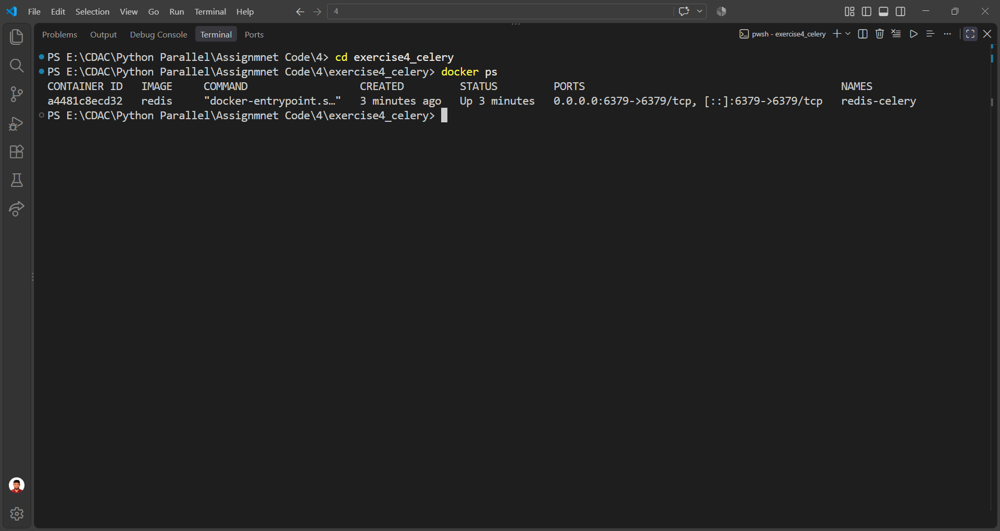 File Edit Selection View Go Run Terminal Help 4
Problems Output Debug Console Terminal Ports pwsh - exercise4_celery
PS E:\CDAC\Python Parallel\Assignmnet Code\4> cd exercise4_celery
PS E:\CDAC\Python Parallel\Assignmnet Code\4\exercise4_celery> docker ps
CONTAINER ID IMAGE COMMAND CREATED STATUS PORTS NAMES
a4481c8ecd32 redis "docker-entrypoint.s…" 3 minutes ago Up 3 minutes 0.0.0.0:6379->6379/tcp, [::]:6379->6379/tcp redis-celery
PS E:\CDAC\Python Parallel\Assignmnet Code\4\exercise4_celery>